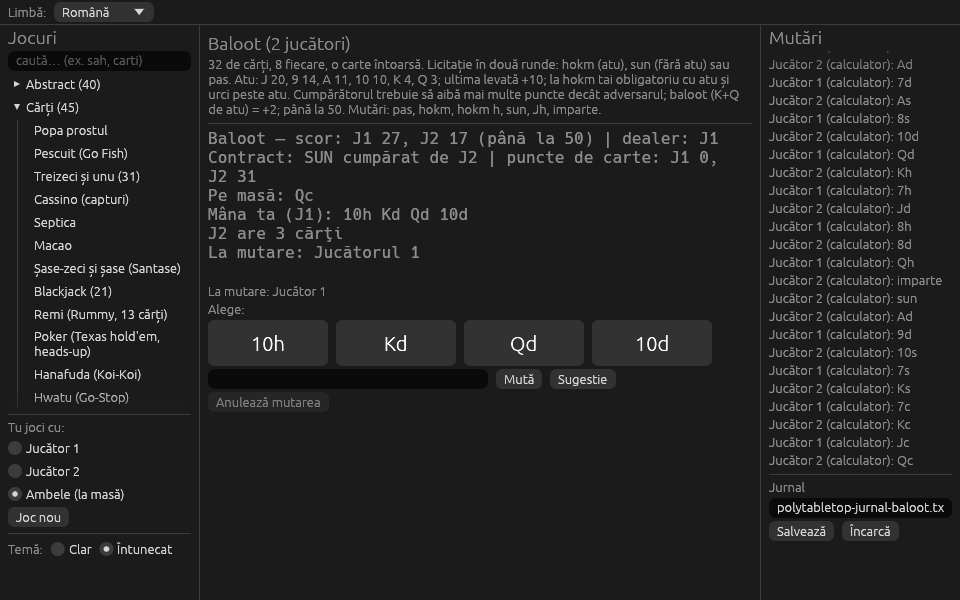 Limbă: Română
Jocuri
caută... (ex. sah, carti)
Abstract (40)
Cărți (45)
Popa prostul
Pescuit (Go Fish)
Treizeci și unu (31)
Cassino (capturi)
Septica
Macao
Șase-zeci și șase (Santase)
Blackjack (21)
Remi (Rummy, 13 cărți)
Poker (Texas hold'em,
heads-up)
Hanafuda (Koi-Koi)
Hwatu (Go-Stop)
Tu joci cu:
Jucător 1
Jucător 2
Ambele (la masă)
Joc nou
Temă: Clar Întunecat
Baloot (2 jucători)
32 de cărți, 8 fiecare, o carte întoarsă. Licitație în două runde: hokm (atu), sun (fără atu) sau
pas. Atu: J 20, 9 14, A 11, 10 10, K 4, Q 3; ultima levată +10; la hokm tai obligatoriu cu atu și
urci peste atu. Cumpărătorul trebuie să aibă mai multe puncte decât adversarul; baloot (K+Q
de atu) = +2; până la 50. Mutări: pas, hokm, hokm h, sun, Jh, imparte.
Baloot — scor: J1 27, J2 17 (până la 50) | dealer: J1
Contract: SUN cumpărat de J2 | puncte de carte: J1 0,
J2 31
Pe masă: Qc
Mâna ta (J1): 10h Kd Qd 10d
J2 are 3 cărţi
La mutare: Jucătorul 1
La mutare: Jucător 1
Alege:
10h Kd Qd 10d
Mută Sugestie
Anulează mutarea
Mutări
Jucător 2 (calculator): Ad
Jucător 1 (calculator): 7d
Jucător 2 (calculator): As
Jucător 1 (calculator): 8s
Jucător 2 (calculator): 10d
Jucător 1 (calculator): Qd
Jucător 2 (calculator): Kh
Jucător 1 (calculator): 7h
Jucător 2 (calculator): Jd
Jucător 1 (calculator): 8h
Jucător 2 (calculator): 8d
Jucător 1 (calculator): Qh
Jucător 2 (calculator): imparte
Jucător 2 (calculator): sun
Jucător 2 (calculator): Ad
Jucător 1 (calculator): 9d
Jucător 2 (calculator): 10s
Jucător 1 (calculator): 7s
Jucător 2 (calculator): Ks
Jucător 1 (calculator): 7c
Jucător 2 (calculator): Kc
Jucător 1 (calculator): Jc
Jucător 2 (calculator): Qc
Jurnal
polytabletop-jurnal-baloot.tx
Salvează Încarcă